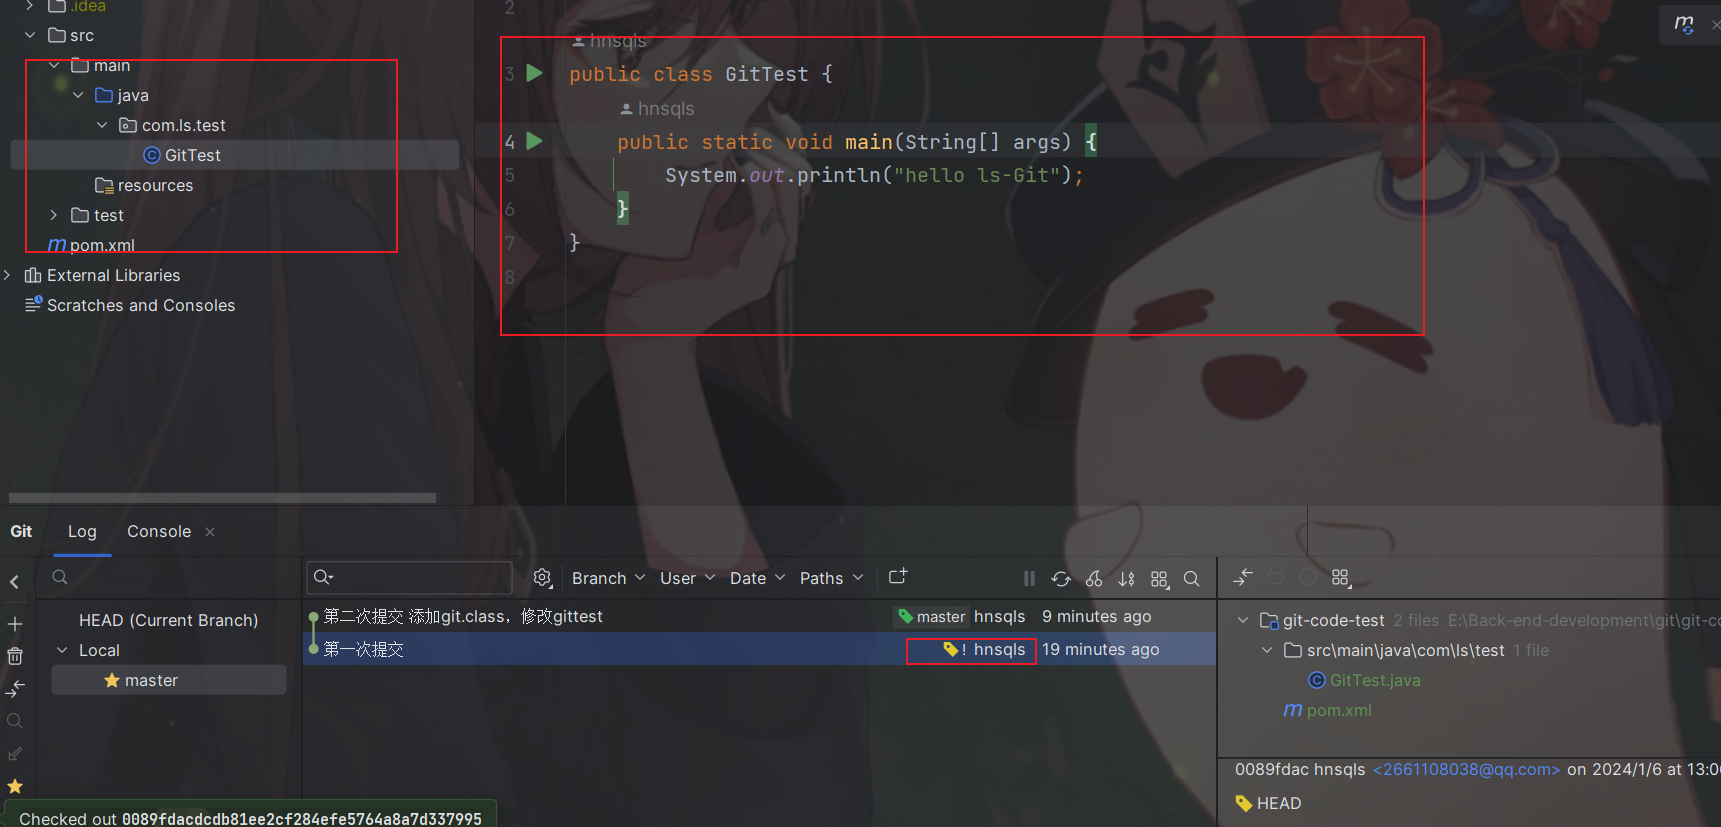 .idea
src
main
java
com.ls.test
GitTest
resources
test
pom.xml
External Libraries
Scratches and Consoles
2
hnsqls
3 public class GitTest {
hnsqls
4 public static void main(String[] args) {
5 System.out.println("hello ls-Git");
6 }
7 }
8
Git Log Console
Branch User Date Paths
HEAD (Current Branch)
Local
master
第二次提交 添加git.class，修改gittest master hnsqls 9 minutes ago
第一次提交 ! hnsqls 19 minutes ago
git-code-test 2 files E:\Back-end-development\git\git-co
src\main\java\com\ls\test 1 file
GitTest.java
pom.xml
0089fdac hnsqls <2661108038@qq.com> on 2024/1/6 at 13:0
HEAD
Checked out 0089fdacdcdb81ee2cf284efe5764a8a7d337995